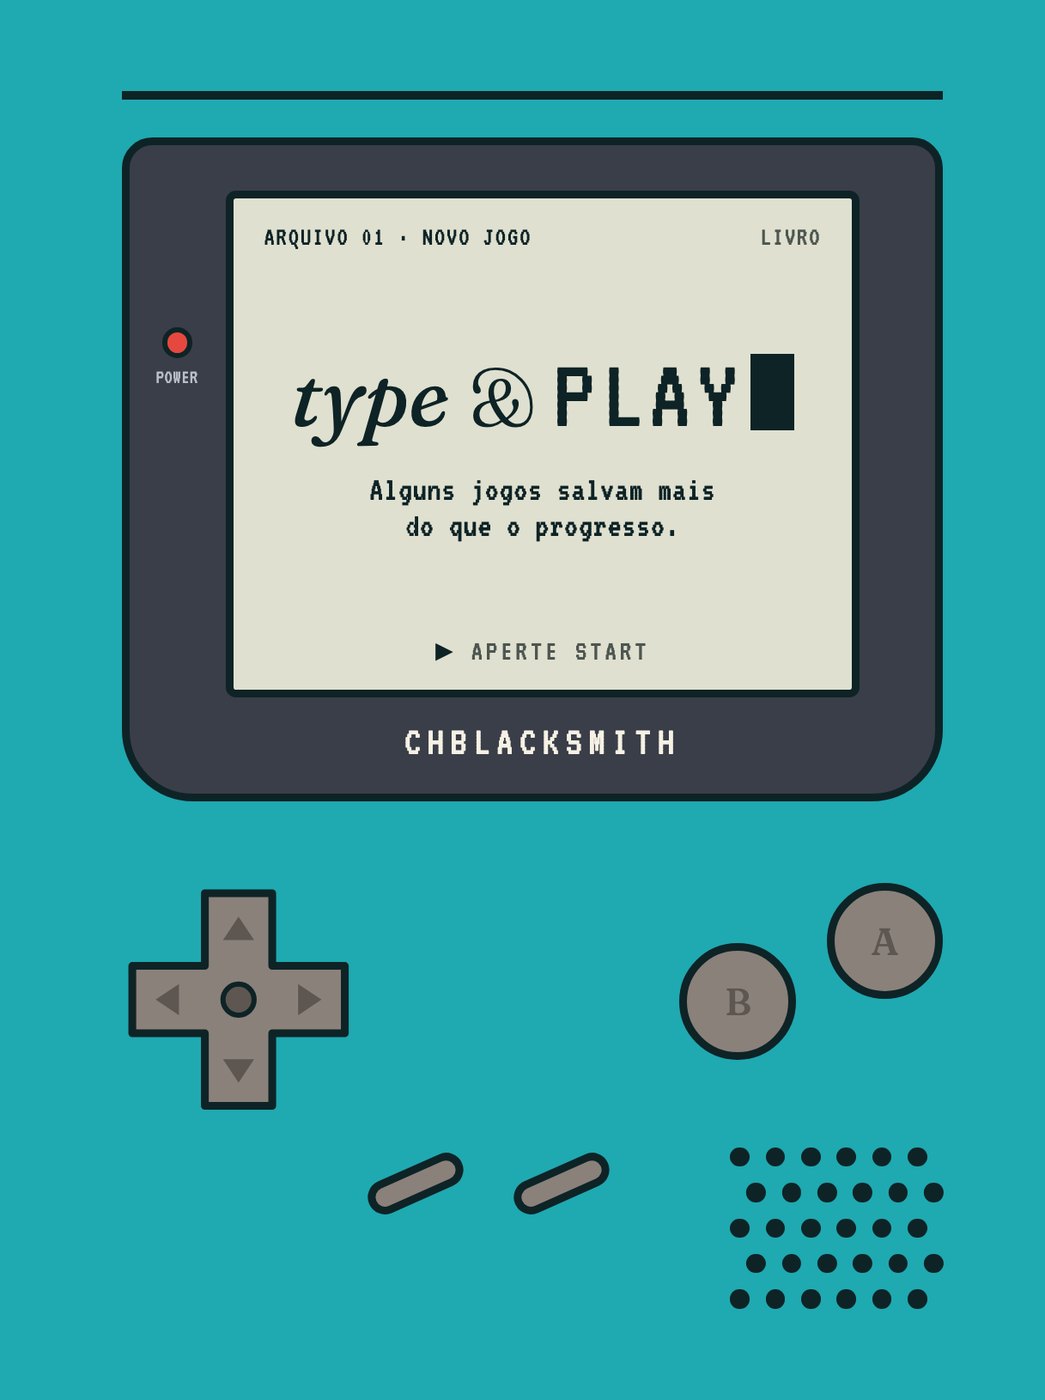 ARQUIVO 01 · NOVO JOGO
LIVRO
POWER
type & PLAY
Alguns jogos salvam mais
do que o progresso.
▶ APERTE START
CHBLACKSMITH
A
B